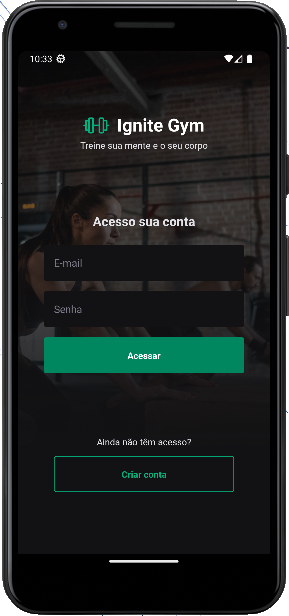 10:33
Ignite Gym
Treine sua mente e o seu corpo
Acesso sua conta
E-mail
Senha
Acessar
Ainda não têm acesso?
Criar conta